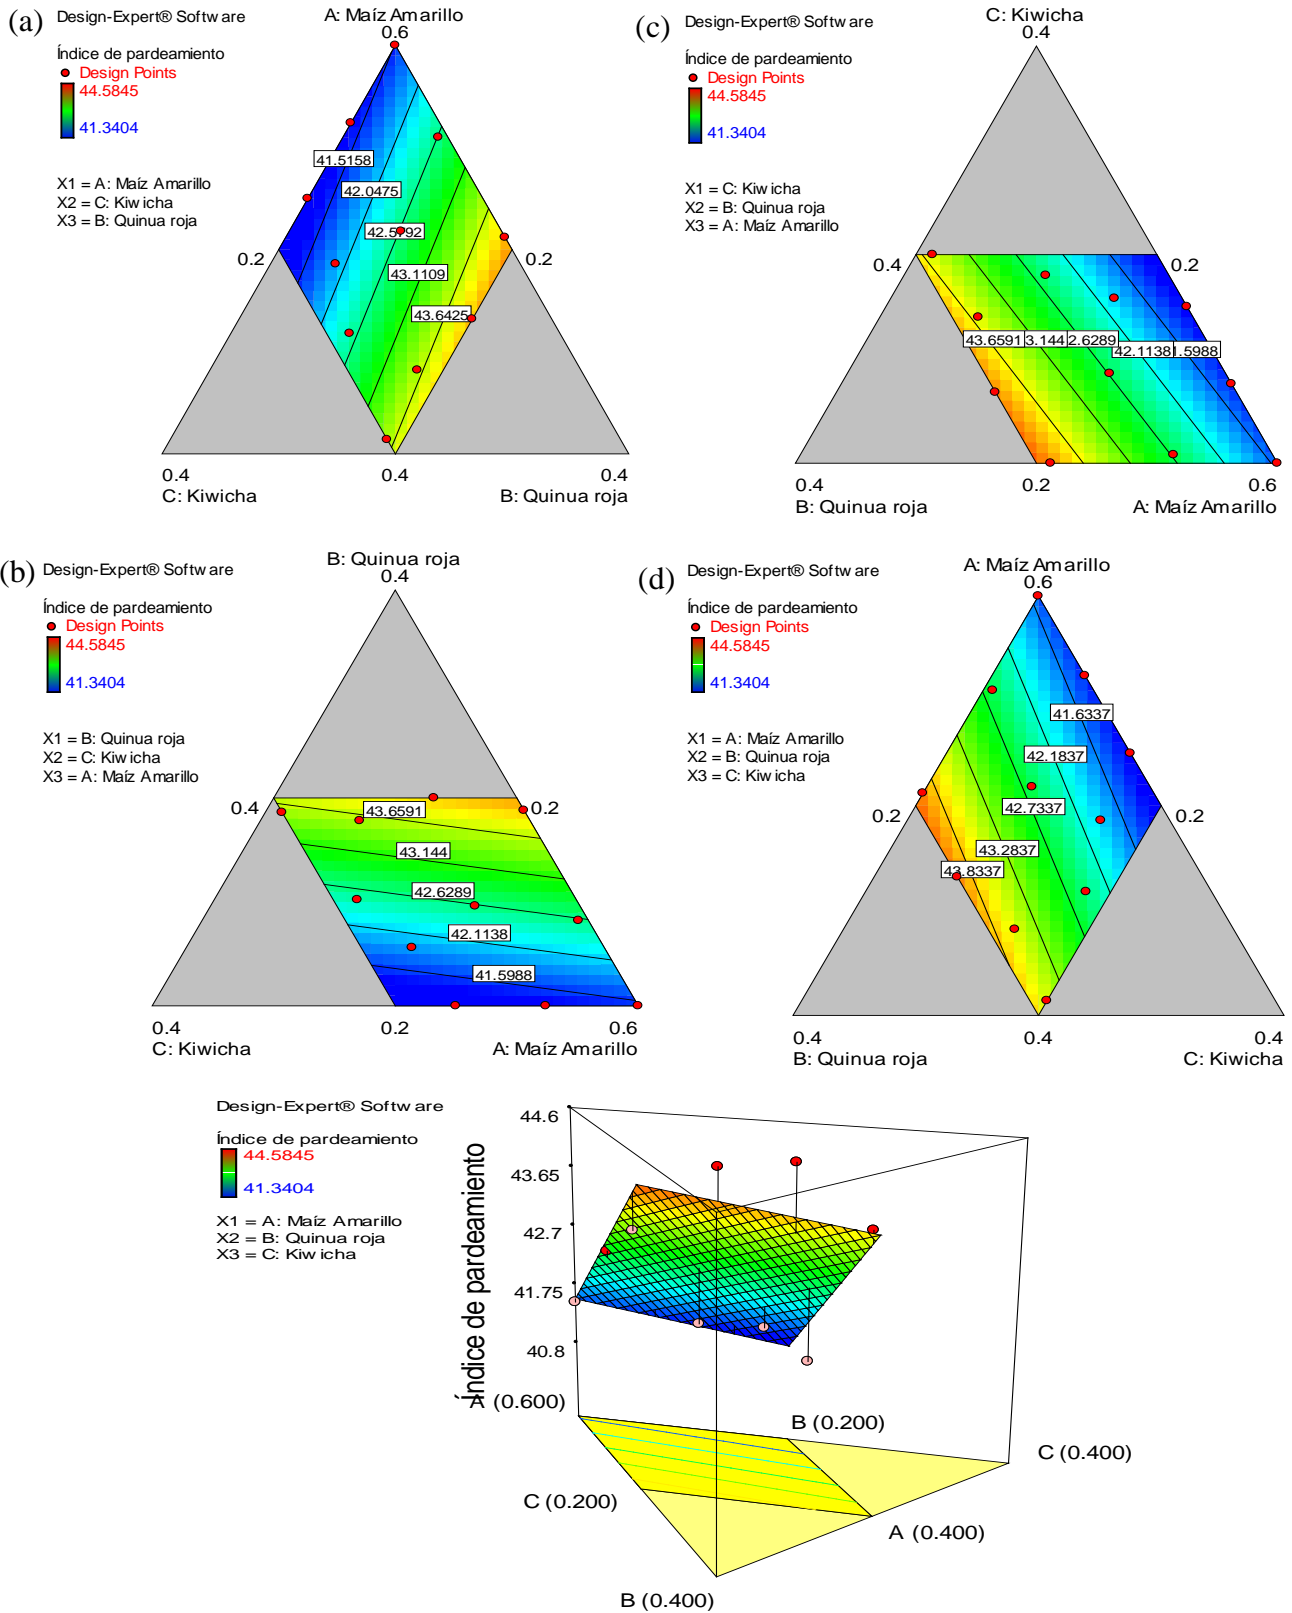 (a)
Design-Expert® Software
Índice de pardeamiento
Design Points
44.5845
41.3404
X1 = A: Maíz Amarillo
X2 = C: Kiwicha
X3 = B: Quinua roja
A: Maíz Amarillo
0.6
41.5158
42.0475
42.5792
43.1109
43.6425
0.2
0.2
0.4
0.4
0.4
C: Kiwicha
B: Quinua roja
(c)
Design-Expert® Software
Índice de pardeamiento
Design Points
44.5845
41.3404
X1 = C: Kiwicha
X2 = B: Quinua roja
X3 = A: Maíz Amarillo
C: Kiwicha
0.4
0.4
0.2
43.6591
3.144
2.6289
42.1138
1.5988
0.4
0.2
0.6
B: Quinua roja
A: Maíz Amarillo
(b)
Design-Expert® Software
Índice de pardeamiento
Design Points
44.5845
41.3404
X1 = B: Quinua roja
X2 = C: Kiwicha
X3 = A: Maíz Amarillo
B: Quinua roja
0.4
0.4
0.2
43.6591
43.144
42.6289
42.1138
41.5988
0.4
0.2
0.6
C: Kiwicha
A: Maíz Amarillo
(d)
Design-Expert® Software
Índice de pardeamiento
Design Points
44.5845
41.3404
X1 = A: Maíz Amarillo
X2 = B: Quinua roja
X3 = C: Kiwicha
A: Maíz Amarillo
0.6
41.6337
42.1837
42.7337
43.2837
43.8337
0.2
0.2
0.4
0.4
0.4
B: Quinua roja
C: Kiwicha
Design-Expert® Software
Índice de pardeamiento
44.5845
41.3404
X1 = A: Maíz Amarillo
X2 = B: Quinua roja
X3 = C: Kiwicha
44.6
43.65
42.7
41.75
40.8
Índice de pardeamiento
A (0.600)
B (0.200)
C (0.400)
C (0.200)
A (0.400)
B (0.400)